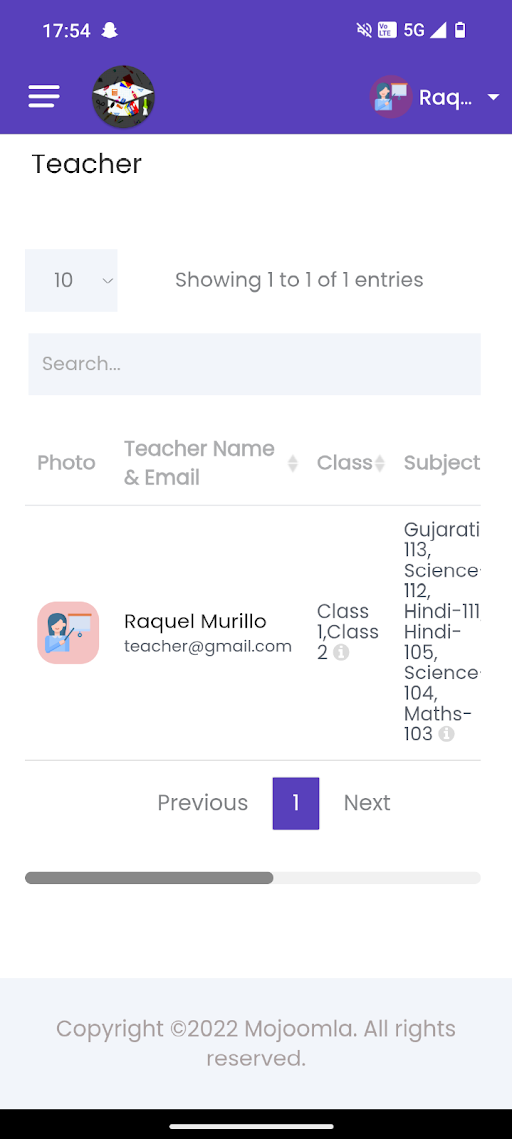 17:54
Vo LTE 5G
Raq...
Teacher
10
Showing 1 to 1 of 1 entries
Search...
Photo
Teacher Name
& Email
Class
Subject
Raquel Murillo
teacher@gmail.com
Class
1,Class
2
Gujarati
113,
Science-
112,
Hindi-111
Hindi-
105,
Science-
104,
Maths-
103
Previous
1
Next
Copyright ©2022 Mojoomla. All rights
reserved.